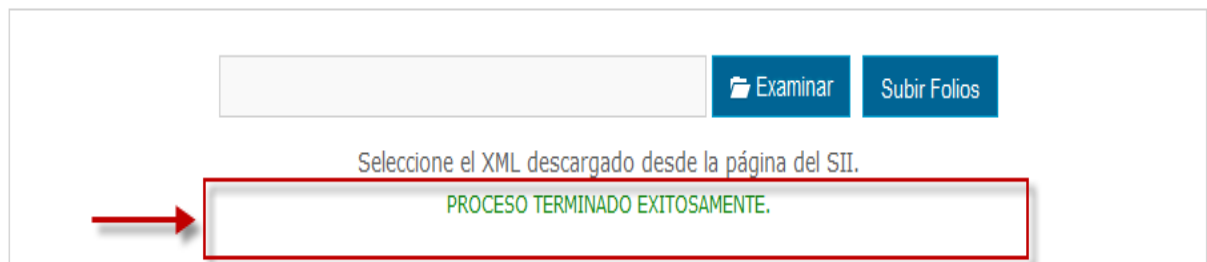 Examinar
Subir Folios
Seleccione el XML descargado desde la página del SII.
PROCESO TERMINADO EXITOSAMENTE.